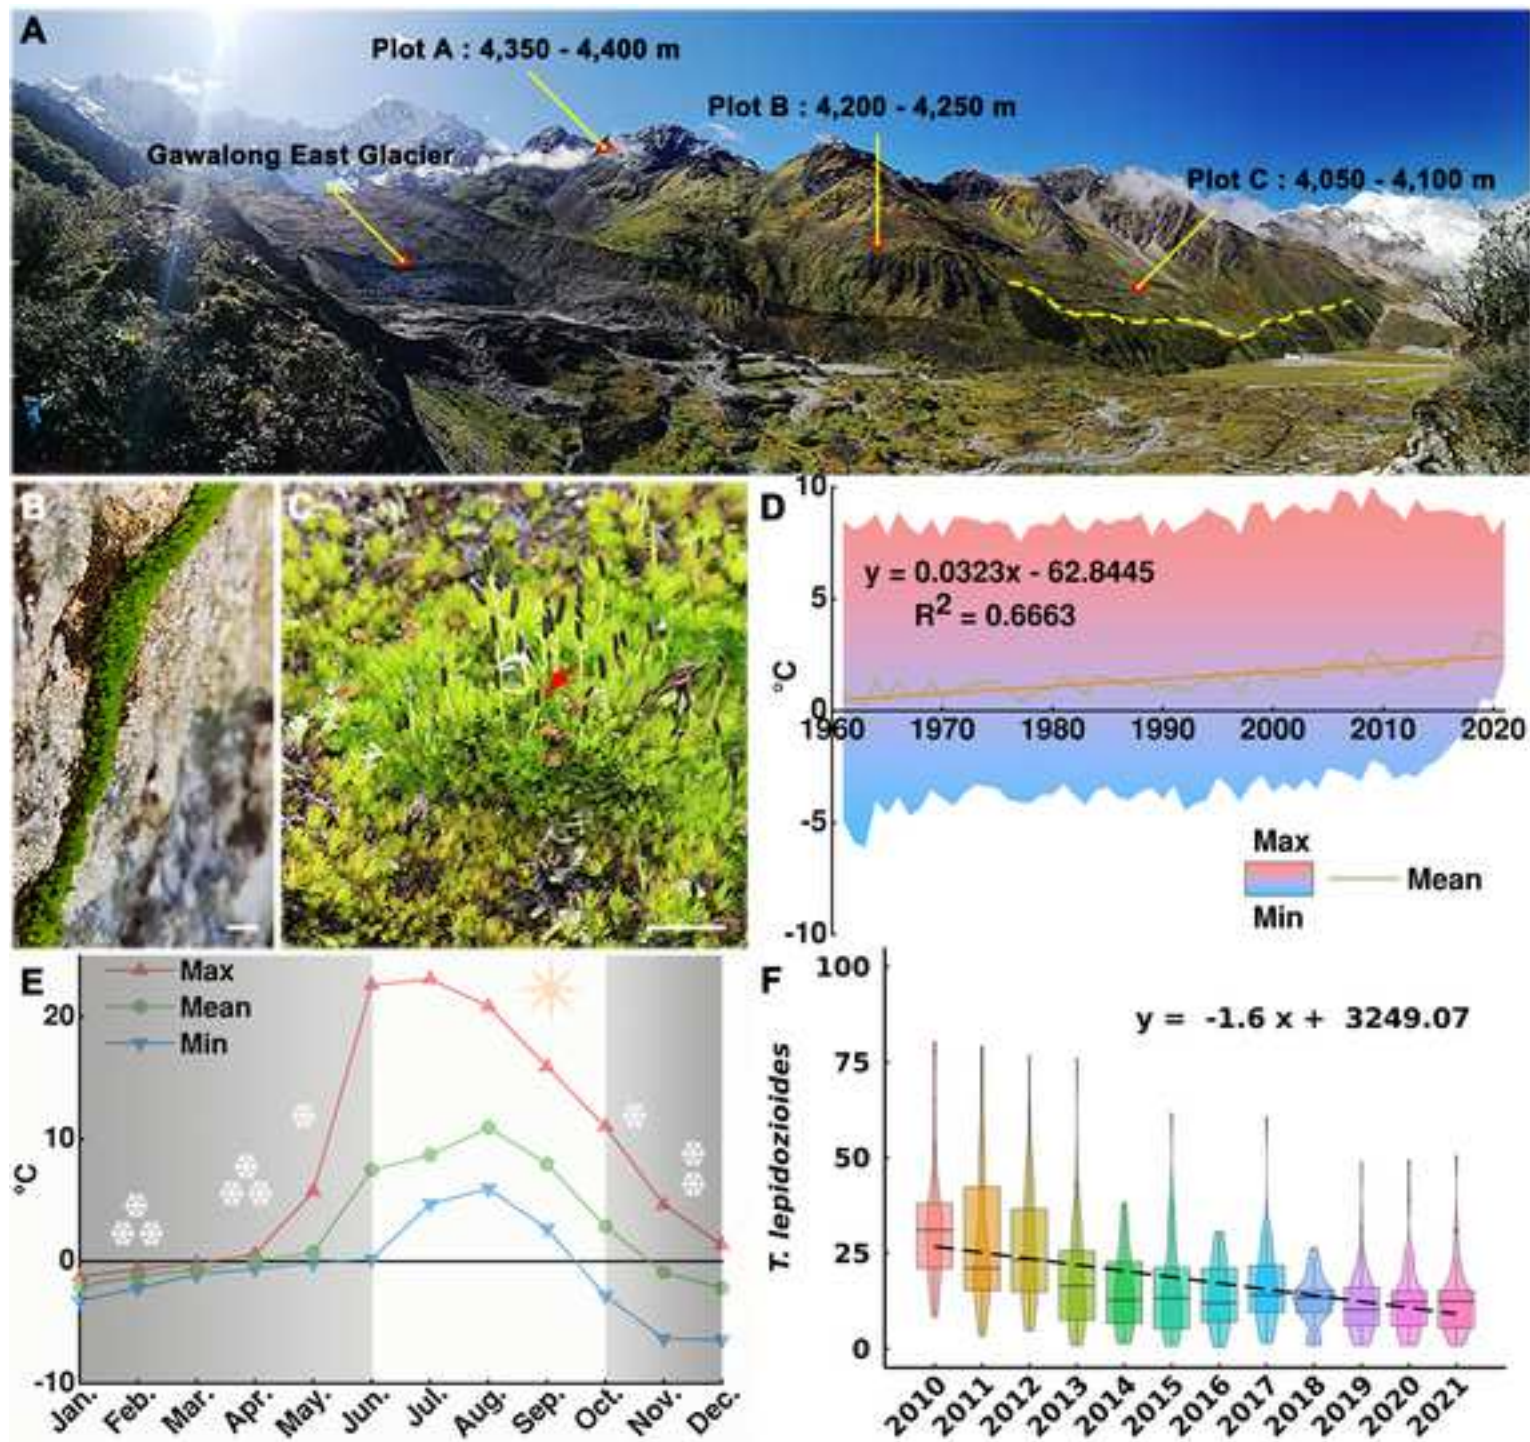 A
Plot A : 4,350 - 4,400 m
Plot B : 4,200 - 4,250 m
Gawalong East Glacier
Plot C : 4,050 - 4,100 m
B
C
D
10
y = 0.0323x - 62.8445
R2 = 0.6663
5
°C
0
1960 1970 1980 1990 2000 2010 2020
-5
Max
Mean
Min
-10
E
Max
Mean
Min
20
10
°C
0
-10
Jan. Feb. Mar. Apr. May. Jun. Jul. Aug. Sep. Oct. Nov. Dec.
F
100
y = -1.6 x + 3249.07
75
T. lepidozioides
50
25
0
2010 2011 2012 2013 2014 2015 2016 2017 2018 2019 2020 2021